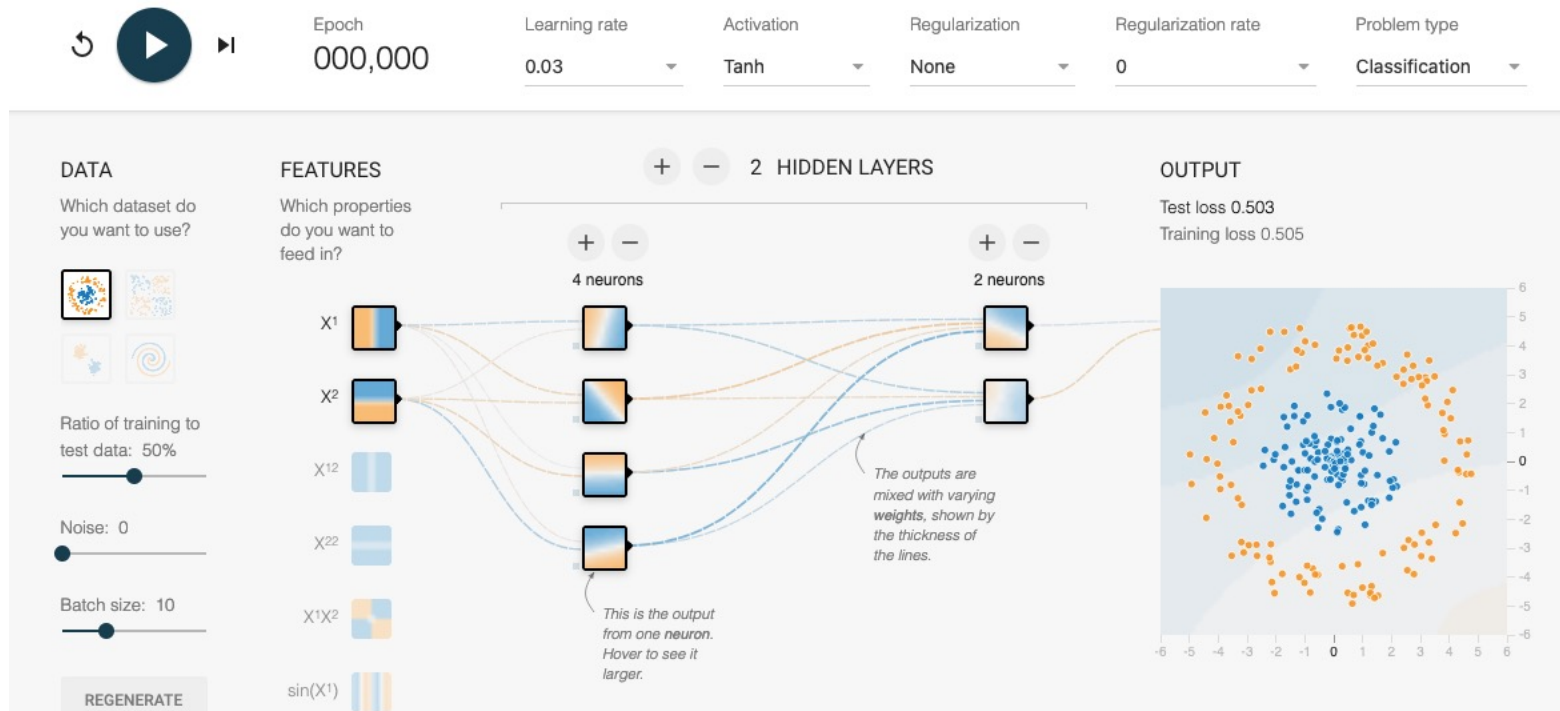 Epoch
000,000
Learning rate
0.03
Activation
Tanh
Regularization
None
Regularization rate
0
Problem type
Classification
DATA
Which dataset do
you want to use?
Ratio of training to
test data: 50%
Noise: 0
Batch size: 10
REGENERATE
FEATURES
Which properties
do you want to
feed in?
X1
X2
X12
X22
X1X2
sin(X1)
+ − 2 HIDDEN LAYERS
+ −
4 neurons
+ −
2 neurons
This is the output
from one neuron.
Hover to see it
larger.
The outputs are
mixed with varying
weights, shown by
the thickness of
the lines.
OUTPUT
Test loss 0.503
Training loss 0.505
6
5
4
3
2
1
0
-1
-2
-3
-4
-5
-6
-6 -5 -4 -3 -2 -1 0 1 2 3 4 5 6